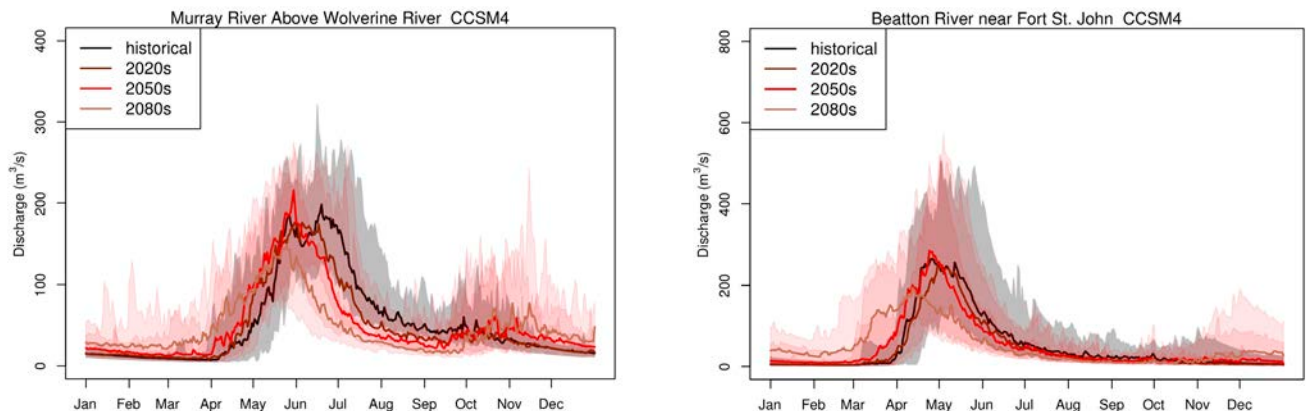 Murray River Above Wolverine River CCSM4
Discharge (m³/s)
400
300
200
100
0
historical
2020s
2050s
2080s
Jan Feb Mar Apr May Jun Jul Aug Sep Oct Nov Dec
Beatton River near Fort St. John CCSM4
Discharge (m³/s)
800
600
400
200
0
historical
2020s
2050s
2080s
Jan Feb Mar Apr May Jun Jul Aug Sep Oct Nov Dec